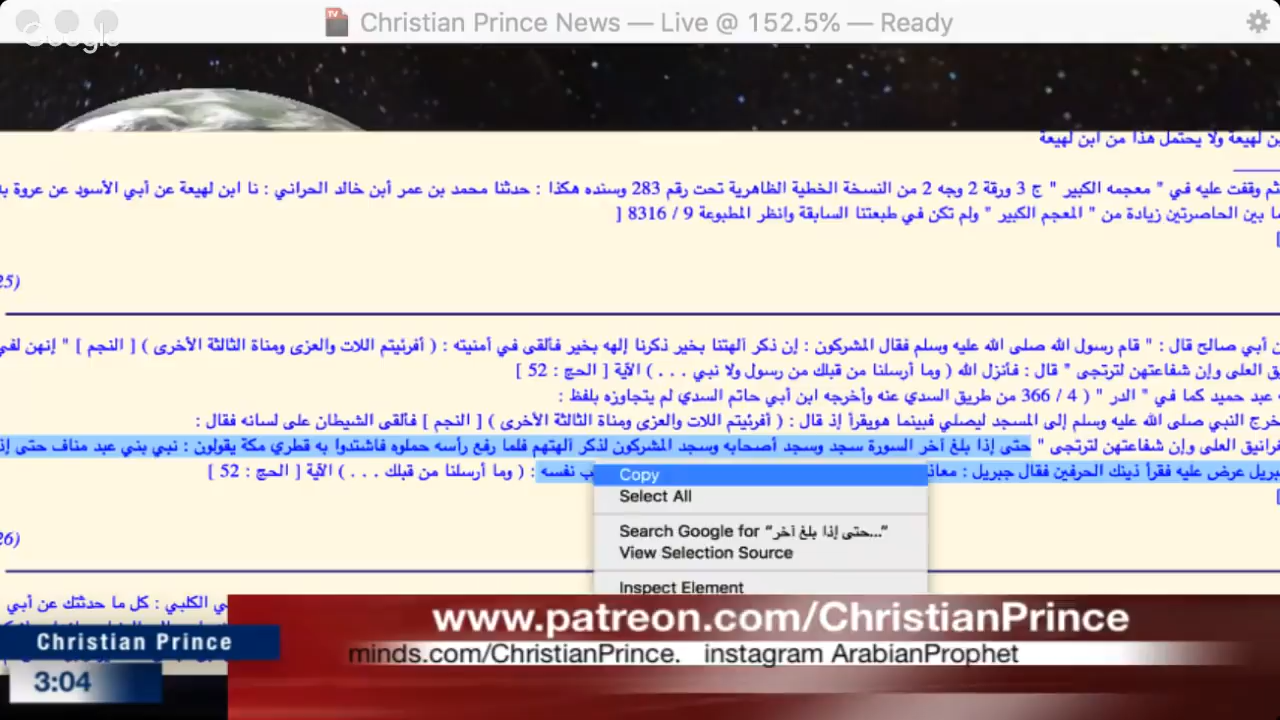 Christian Prince News — Live @ 152.5% — Ready
Google
ن لهيعة ولا يحتمل هذا من ابن لهيعة
ثم وقفت عليه في " معجمه الكبير " ج 3 ورقة 2 وجه 2 من النسخة الخطية الظاهرية تحت رقم 283 وسنده هكذا : حدثنا محمد بن عمر أبن خالد الحراني : نا ابن لهيعة عن أبي الأسود عن عروة به
ما بين الحاصرتين زيادة من " المعجم الكبير " ولم تكن في طبعتنا السابقة وانظر المطبوعة 9 / 8316 [
[
25)
ن أبي صالح قال : " قام رسول الله صلى الله عليه وسلم فقال المشركون : إن ذكر آلهتنا بخير ذكرنا إلهه بخير فألقى في أمنيته : ( أفرئيتم اللات والعزى ومناة الثالثة الأخرى ) [ النجم ] " إنهن لفي
يق العلى وإن شفاعتهن لترتجى " قال : فأنزل الله ( وما أرسلنا من قبلك من رسول ولا نبي . . . ) الآية [ الحج : 52 ]
ه عبد حميد كما في " الدر " ( 4 / 366 من طريق السدي عنه وأخرجه ابن أبي حاتم السدي لم يتجاوزه بلفظ :
خرج النبي صلى الله عليه وسلم إلى المسجد ليصلي فبينما هويقرأ إذ قال : ( أفرئيتم اللات والعزى ومناة الثالثة الأخرى ) [ النجم ] فألقى الشيطان على لسانه فقال :
غرانيق العلى وإن شفاعتهن لترتجى " حتى إذا بلغ آخر السورة سجد وسجد أصحابه وسجد المشركون لذكر آلهتهم فلما رفع رأسه حملوه فاشتدوا به قطري مكة يقولون : نبي بني عبد مناف حتى إذ
بريل عرض عليه فقرأ ذينك الحرفين فقال جبريل : معاذ ب نفسه : ( وما أرسلنا من قبلك . . . ) الآية [ الحج : 52 ]
[
Copy
Select All
Search Google for “حتى إذا بلغ آخر...”
View Selection Source
Inspect Element
26)
ي الكلبي : كل ما حدثتك عن أبي
www.patreon.com/ChristianPrince
Christian Prince
minds.com/ChristianPrince. instagram ArabianProphet
3:04